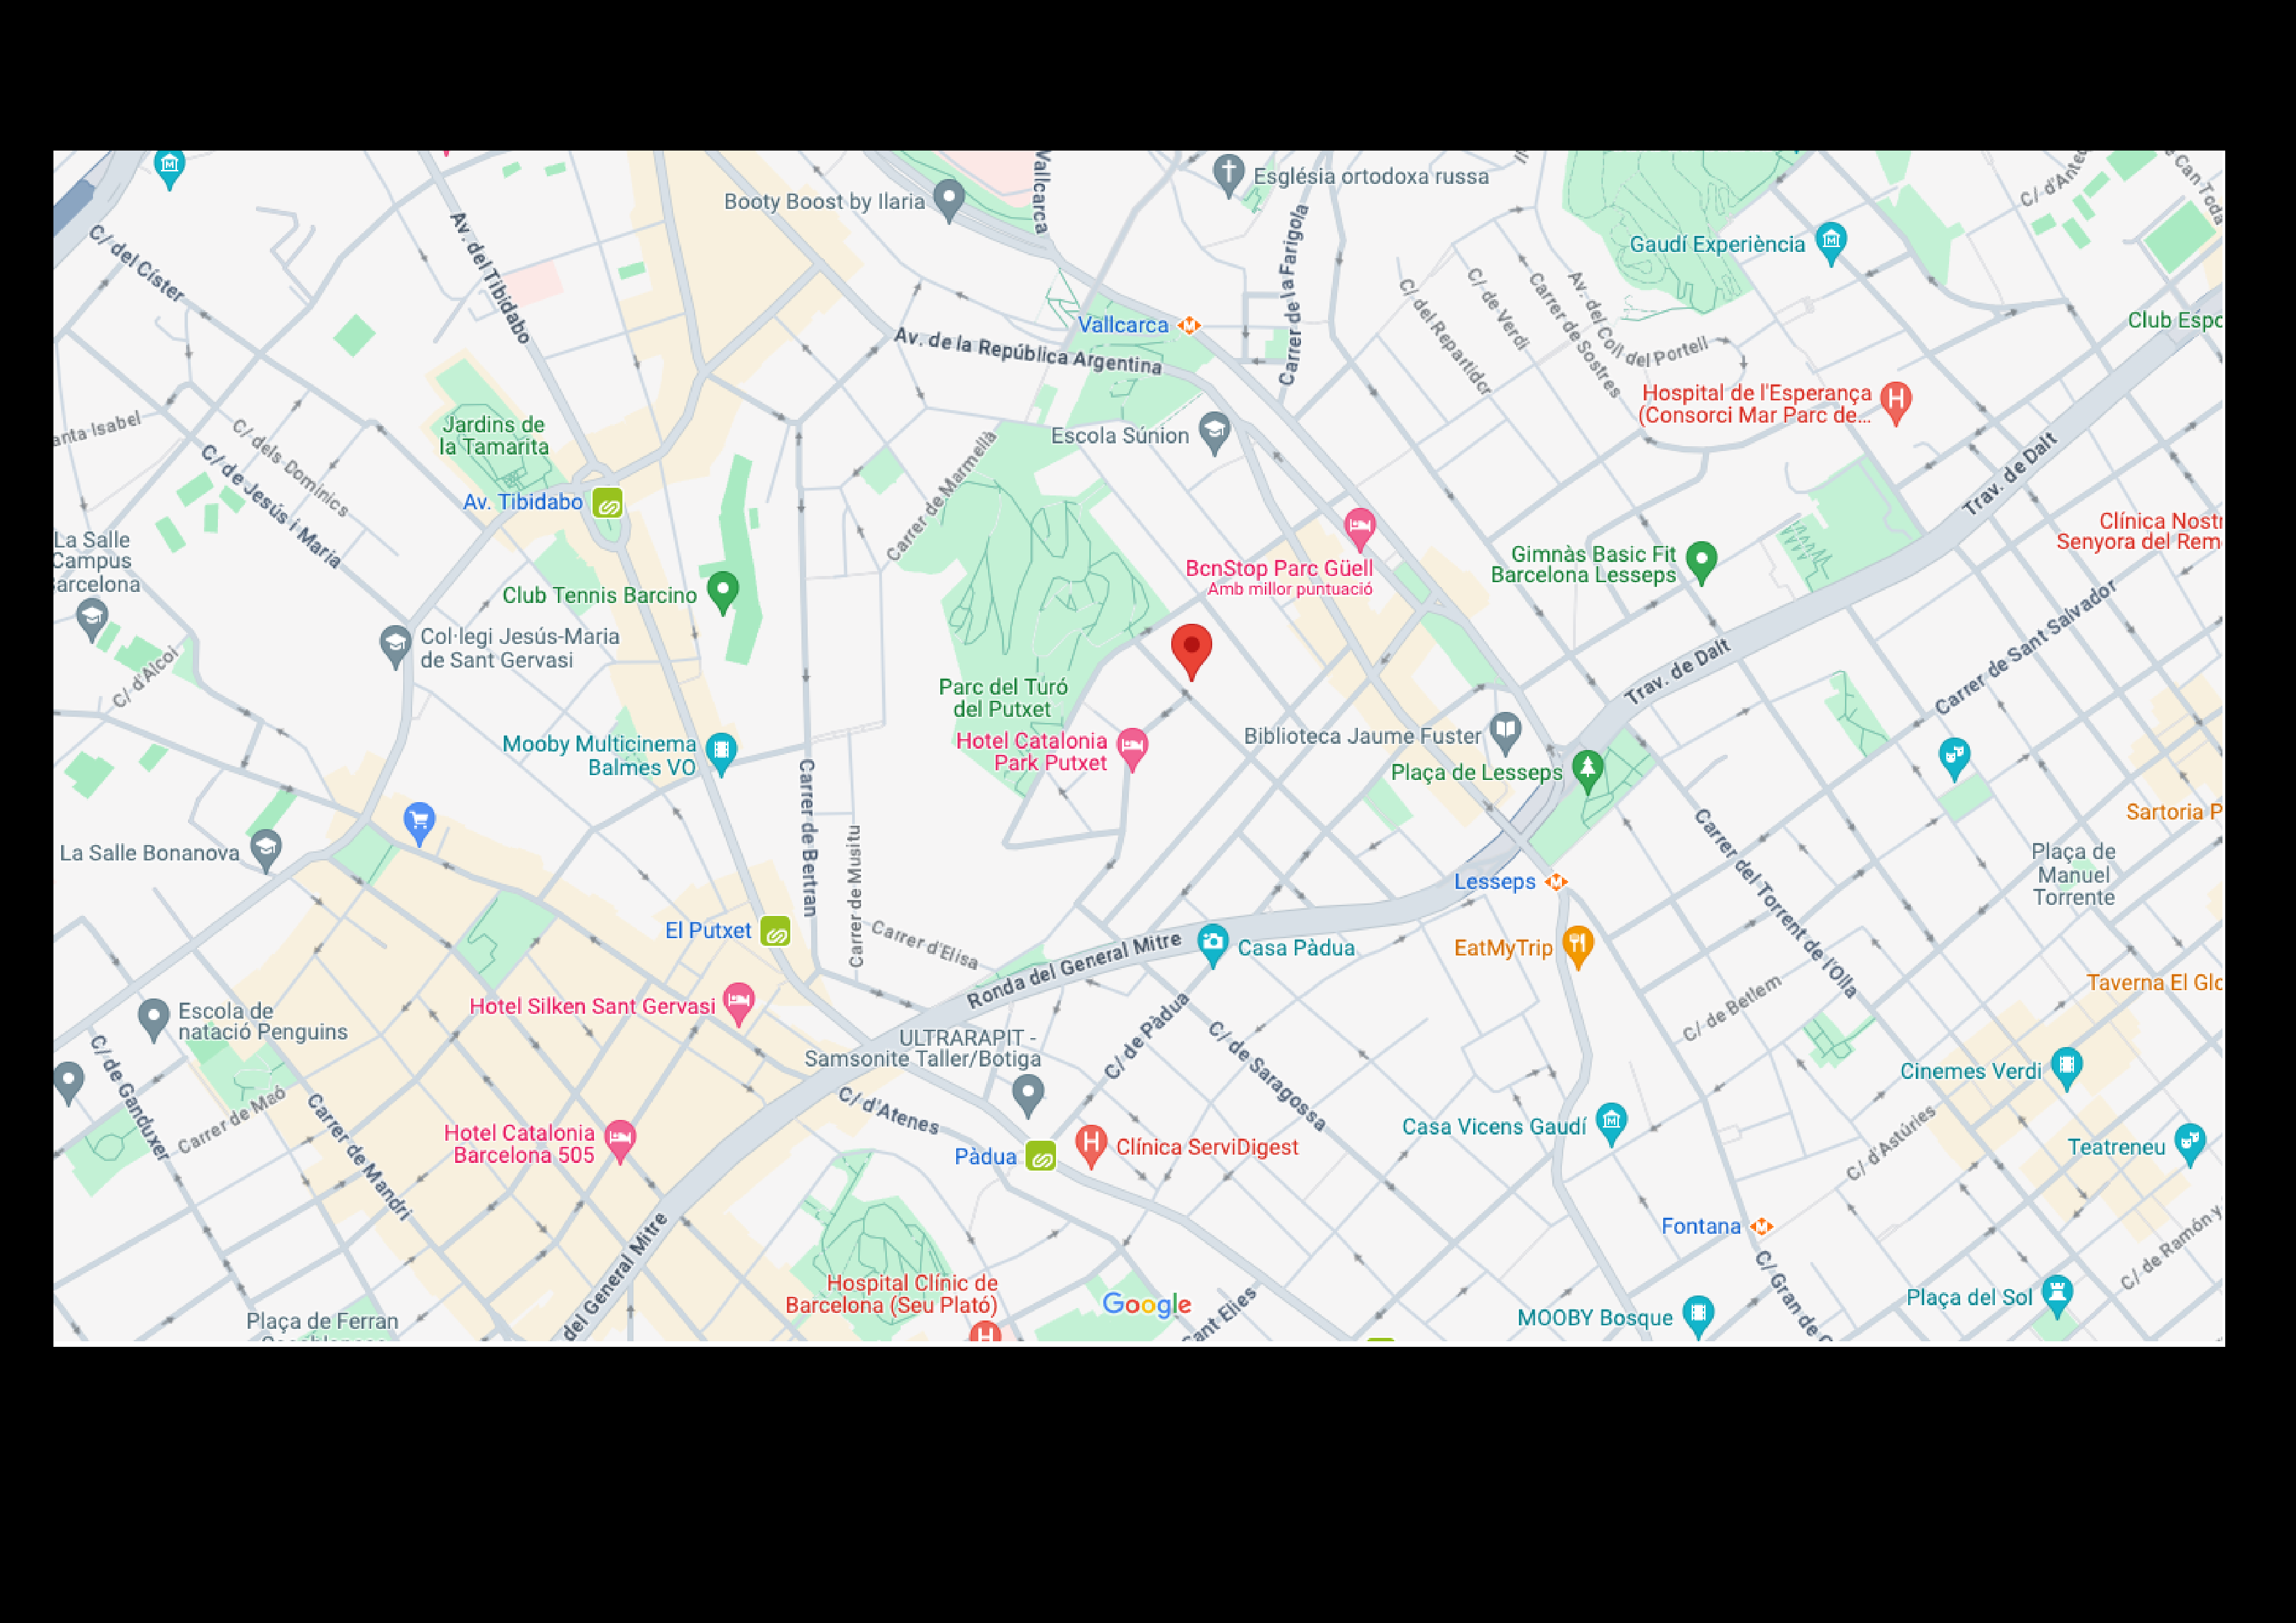 Vallcarca
Església ortodoxa russa
Booty Boost by Ilaria
C/ d'Ante
e Can Toda
C/ del Císter
Av. del Tibidabo
Carrer de la Farigola
Gaudí Experiència
C/ del Repartidor
C/ de Verdi
Carrer de Sostres
Av. del Coll del Portell
Vallcarca
Av. de la República Argentina
Club Espo
Hospital de l'Esperança
(Consorci Mar Parc de...
anta Isabel
Jardins de
la Tamarita
C/ dels Dominics
C/ de Jesús i Maria
Escola Súnion
Carrer de Marmellà
Trav. de Dalt
Av. Tibidabo
La Salle
Campus
Barcelona
Clínica Nostr
Senyora del Rem
BcnStop Parc Güell
Amb millor puntuació
Gimnàs Basic Fit
Barcelona Lesseps
Club Tennis Barcino
Col·legi Jesús-Maria
de Sant Gervasi
C/ d'Alcoi
Parc del Turó
del Putxet
Trav. de Dalt
Carrer de Sant Salvador
Mooby Multicinema
Balmes VO
Hotel Catalonia
Park Putxet
Biblioteca Jaume Fuster
Plaça de Lesseps
Carrer de Bertran
Carrer de Musitu
Sartoria P
La Salle Bonanova
Plaça de
Manuel
Torrente
Carrer del Torrent de l'Olla
Lesseps
El Putxet
Carrer d'Elisa
Ronda del General Mitre
Casa Pàdua
EatMyTrip
Taverna El Glo
Hotel Silken Sant Gervasi
Escola de
natació Penguins
C/ de Betlem
ULTRARAPIT -
Samsonite Taller/Botiga
C/ de Pàdua
C/ de Saragossa
C/ de Ganduxer
Carrer de Maó
Carrer de Mandri
C/ d'Atenes
Cinemes Verdi
Casa Vicens Gaudí
C/ d'Astúries
Hotel Catalonia
Barcelona 505
Pàdua
Clínica ServiDigest
Teatreneu
Fontana
C/ de Ramón y
del General Mitre
Hospital Clínic de
Barcelona (Seu Plató)
Google
Sant Elies
C/ Gran de G
Plaça del Sol
MOOBY Bosque
Plaça de Ferran